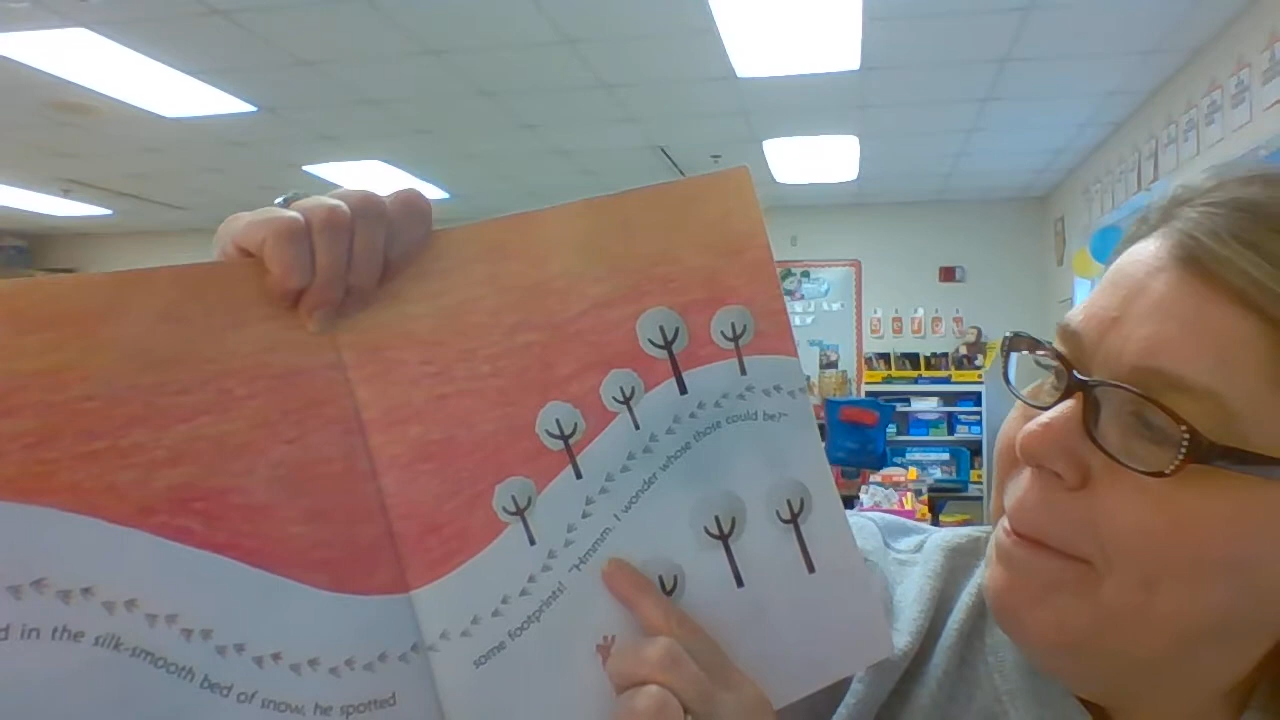 in the silk-smooth bed of snow, he spotted
some footprints! "Hmmm. I wonder whose those could be?"